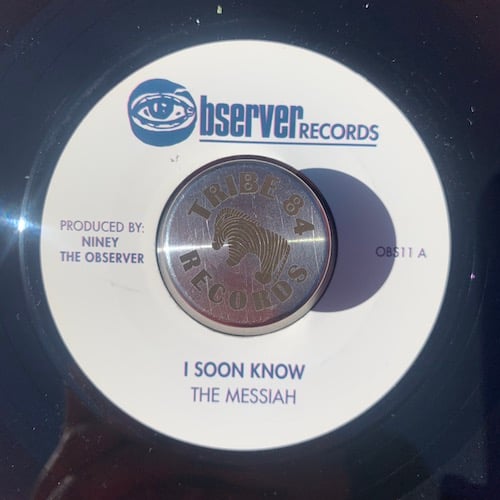 Observer RECORDS
PRODUCED BY:
NINEY
THE OBSERVER
TRIBE 84
RECORDS
OBS11 A
I SOON KNOW
THE MESSIAH